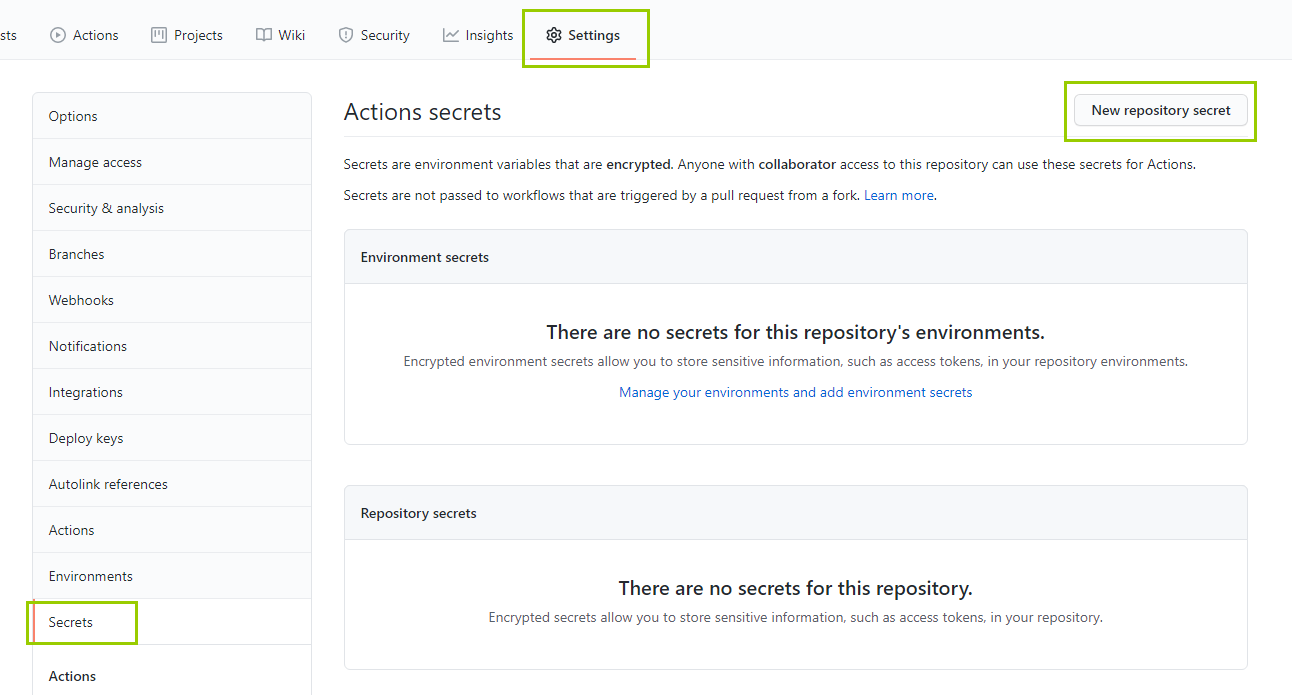 sts Actions Projects Wiki Security Insights Settings
Options
Manage access
Security & analysis
Branches
Webhooks
Notifications
Integrations
Deploy keys
Autolink references
Actions
Environments
Secrets
Actions
Actions secrets
New repository secret
Secrets are environment variables that are encrypted. Anyone with collaborator access to this repository can use these secrets for Actions.
Secrets are not passed to workflows that are triggered by a pull request from a fork. Learn more.
Environment secrets
There are no secrets for this repository's environments.
Encrypted environment secrets allow you to store sensitive information, such as access tokens, in your repository environments.
Manage your environments and add environment secrets
Repository secrets
There are no secrets for this repository.
Encrypted secrets allow you to store sensitive information, such as access tokens, in your repository.